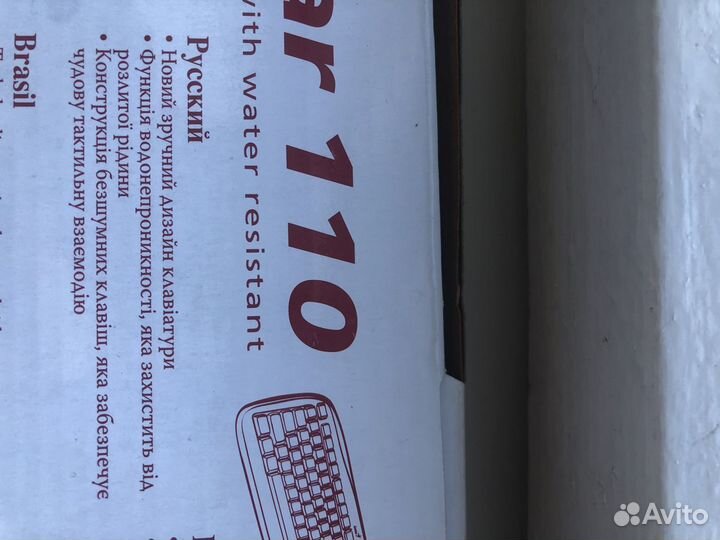 ar 110
with water resistant
Русский
• Новий зручний дизайн клавіатури
• Функція водонепроникності, яка захистить від
розлитої рідини
• Конструкція безшумних клавіш, яка забезпечує
чудову тактильну взаємодію
Brasil
Avito